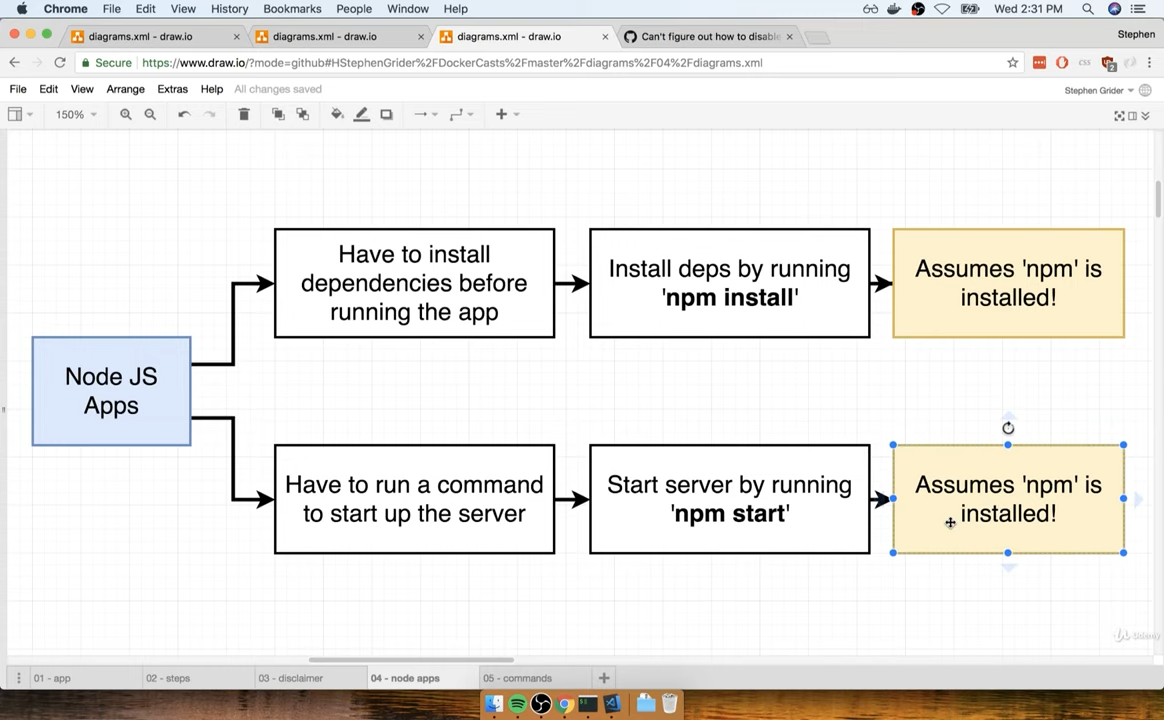 Chrome File Edit View History Bookmarks People Window Help Wed 2:31 PM
diagrams.xml - draw.io diagrams.xml - draw.io diagrams.xml - draw.io Can't figure out how to disable Stephen
Secure https://www.draw.io/?mode=github#HStephenGrider%2FDockerCasts%2Fmaster%2Fdiagrams%2F04%2Fdiagrams.xml
File Edit View Arrange Extras Help All changes saved Stephen Grider
150%
Have to install
dependencies before
running the app
Install deps by running
'npm install'
Assumes 'npm' is
installed!
Node JS
Apps
Have to run a command
to start up the server
Start server by running
'npm start'
Assumes 'npm' is
installed!
Udemy
01 - app 02 - steps 03 - disclaimer 04 - node apps 05 - commands